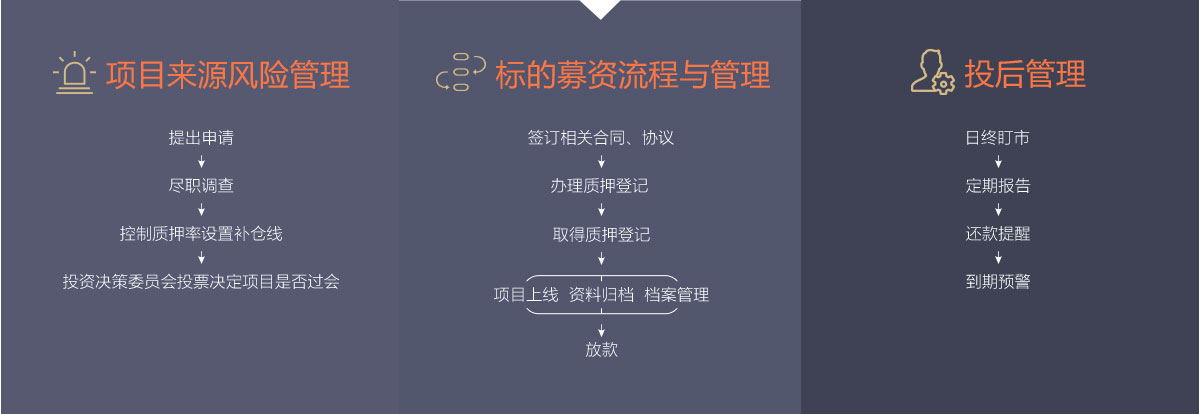 项目来源风险管理
提出申请
尽职调查
控制质押率设置补仓线
投资决策委员会投票决定项目是否过会
标的募资流程与管理
签订相关合同、协议
办理质押登记
取得质押登记
项目上线 资料归档 档案管理
放款
投后管理
日终盯市
定期报告
还款提醒
到期预警